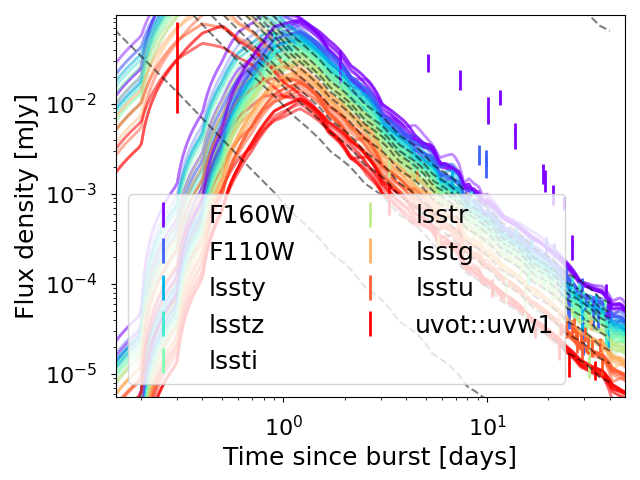 Flux density [mJy]
10⁻²
10⁻³
10⁻⁴
10⁻⁵
F160W
F110W
lssty
lsstz
lssti
lsstr
lsstg
lsstu
uvot::uvw1
10⁰
10¹
Time since burst [days]